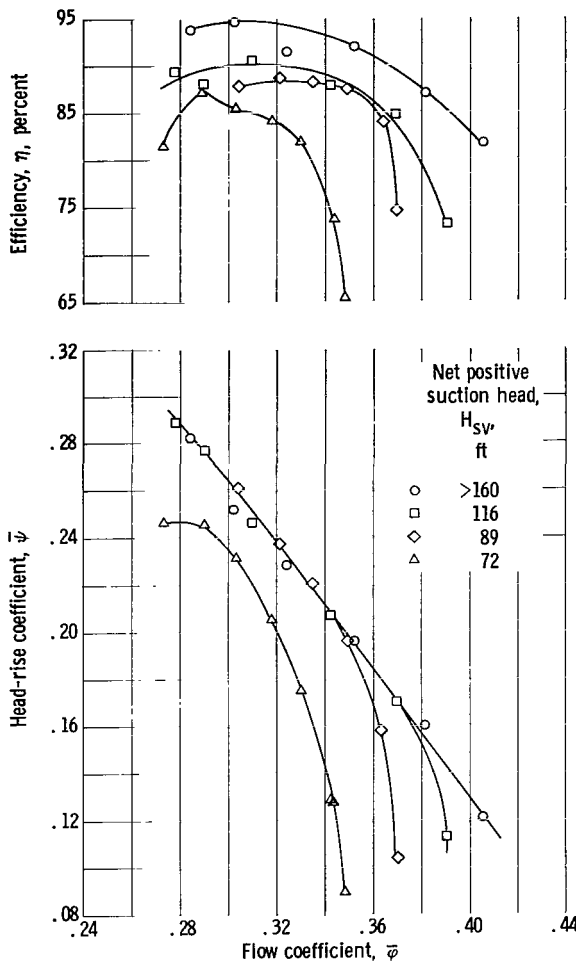 95
85
75
65
Efficiency, η, percent
.32
.28
.24
.20
.16
.12
.08
Head-rise coefficient, ψ̄
Net positive
suction head,
Hsv,
ft
○ >160
□ 116
◇ 89
△ 72
.24 .28 .32 .36 .40 .44
Flow coefficient, φ̄